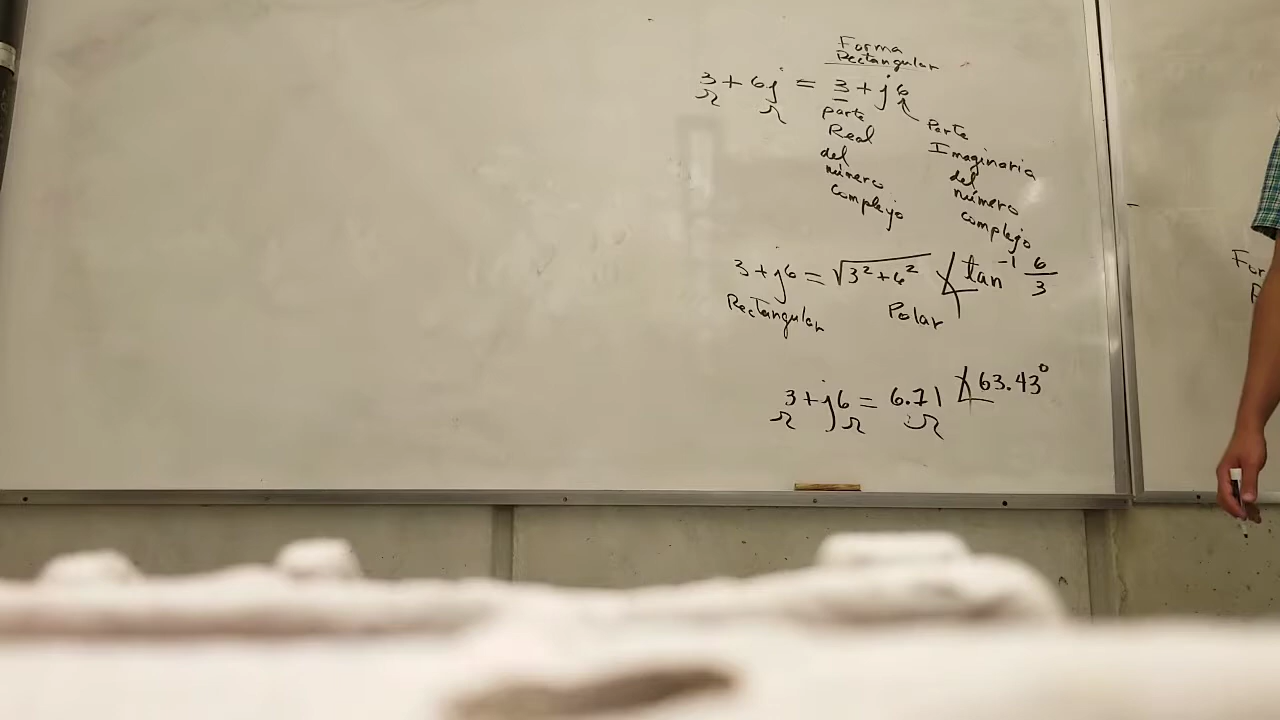 Forma
Rectangular
3 + 6j = 3 + j6
Ω Ω
parte
Real
del
número
complejo
Parte
Imaginaria
del
número
complejo
3 + j6 = √3² + 6² ∠tan⁻¹ 6/3
Rectangular Polar
3 + j6 = 6.71 ∠63.43°
Ω Ω Ω